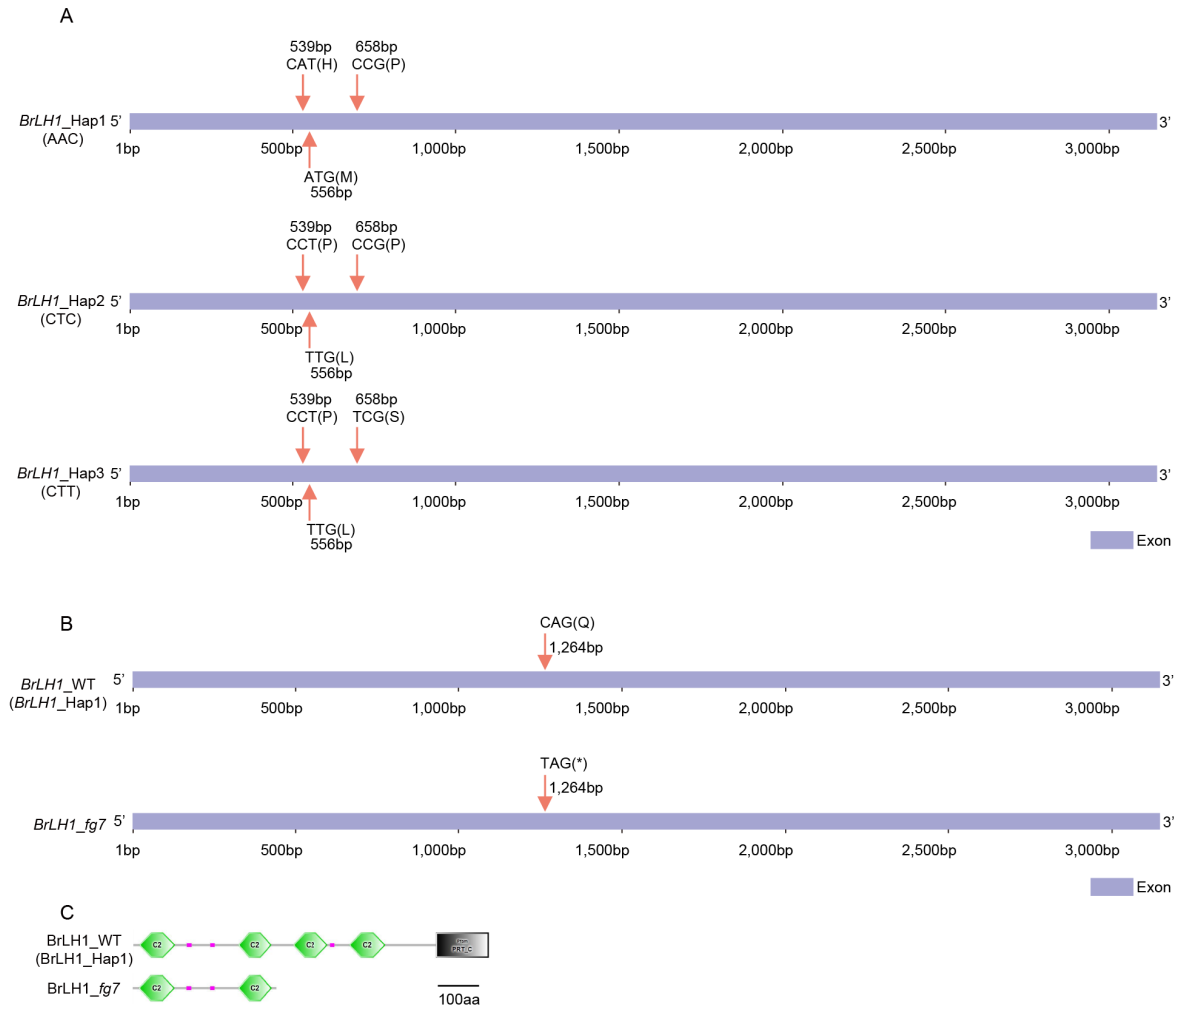 A
539bp 658bp
CAT(H) CCG(P)
BrLH1_Hap1 5’ 3’
(AAC)
1bp 500bp 1,000bp 1,500bp 2,000bp 2,500bp 3,000bp
ATG(M)
556bp
539bp 658bp
CCT(P) CCG(P)
BrLH1_Hap2 5’ 3’
(CTC)
1bp 500bp 1,000bp 1,500bp 2,000bp 2,500bp 3,000bp
TTG(L)
556bp
539bp 658bp
CCT(P) TCG(S)
BrLH1_Hap3 5’ 3’
(CTT)
1bp 500bp 1,000bp 1,500bp 2,000bp 2,500bp 3,000bp
TTG(L)
556bp
Exon
B
CAG(Q)
1,264bp
BrLH1_WT 5’ 3’
(BrLH1_Hap1)
1bp 500bp 1,000bp 1,500bp 2,000bp 2,500bp 3,000bp
TAG(*)
1,264bp
BrLH1_fg7 5’ 3’
1bp 500bp 1,000bp 1,500bp 2,000bp 2,500bp 3,000bp
Exon
C
BrLH1_WT C2 C2 C2 C2 Pfam
(BrLH1_Hap1) PRT_C
BrLH1_fg7 C2 C2
100aa